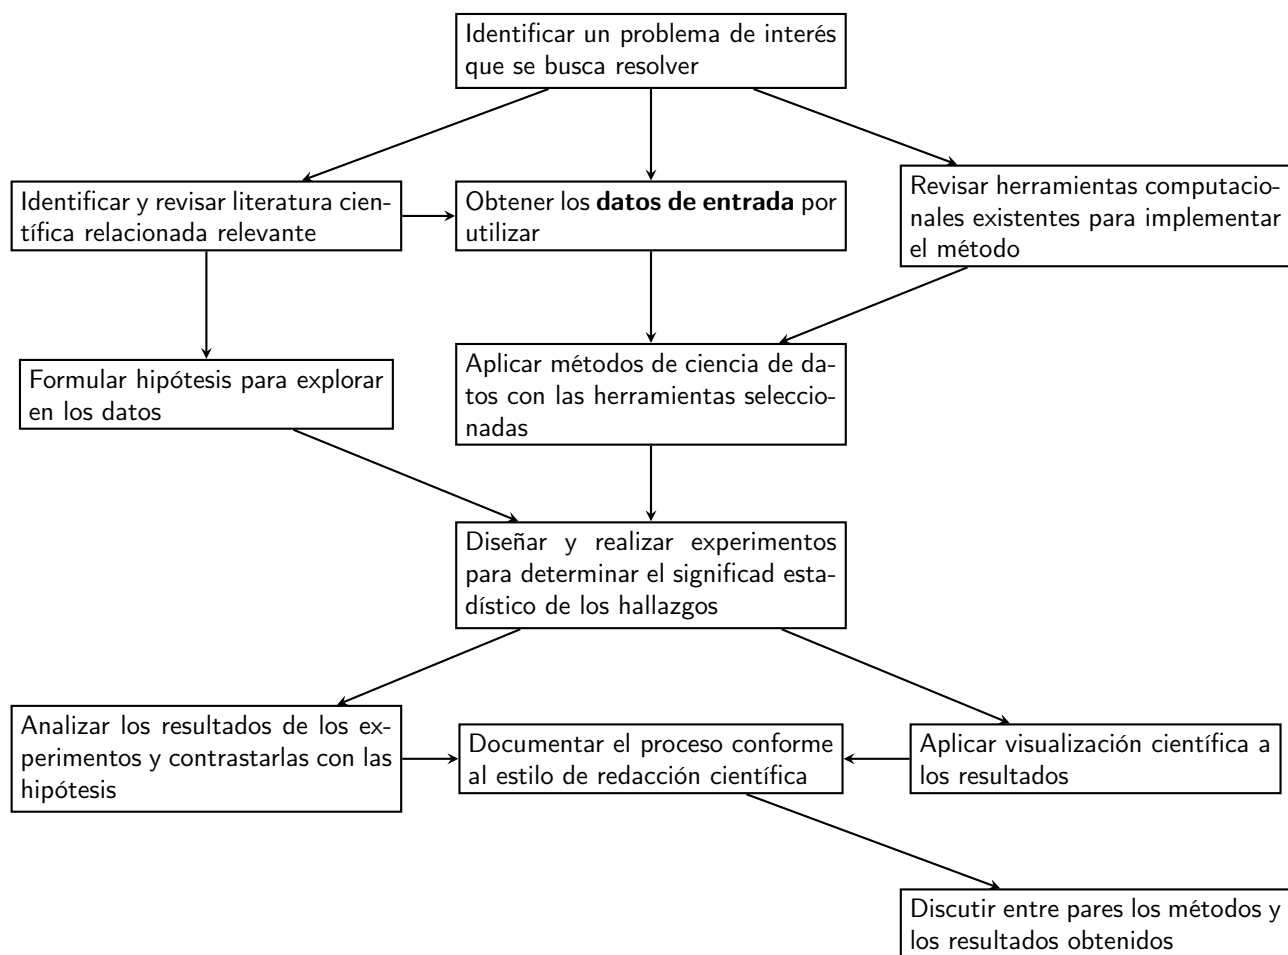 Identificar un problema de interés
que se busca resolver
Identificar y revisar literatura cien-
tífica relacionada relevante
Obtener los datos de entrada por
utilizar
Revisar herramientas computacio-
nales existentes para implementar
el método
Formular hipótesis para explorar
en los datos
Aplicar métodos de ciencia de da-
tos con las herramientas seleccio-
nadas
Diseñar y realizar experimentos
para determinar el significad esta-
dístico de los hallazgos
Analizar los resultados de los ex-
perimentos y contrastarlas con las
hipótesis
Documentar el proceso conforme
al estilo de redacción científica
Aplicar visualización científica a
los resultados
Discutir entre pares los métodos y
los resultados obtenidos